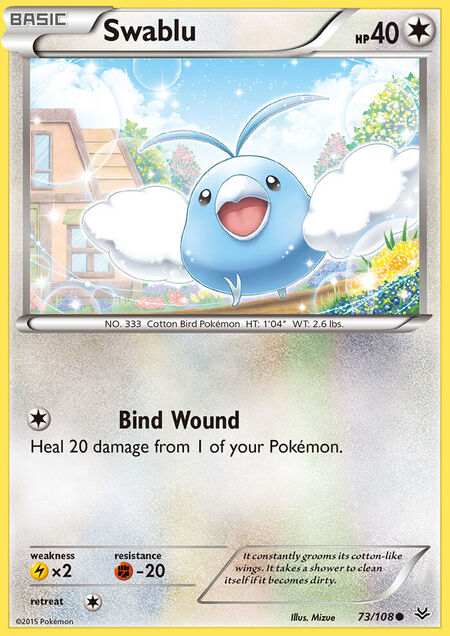 BASIC Swablu HP40
NO. 333 Cotton Bird Pokémon HT: 1'04" WT: 2.6 lbs.
Bind Wound
Heal 20 damage from 1 of your Pokémon.
weakness resistance
×2 -20
retreat
It constantly grooms its cotton-like
wings. It takes a shower to clean
itself if it becomes dirty.
©2015 Pokémon Illus. Mizue 73/108